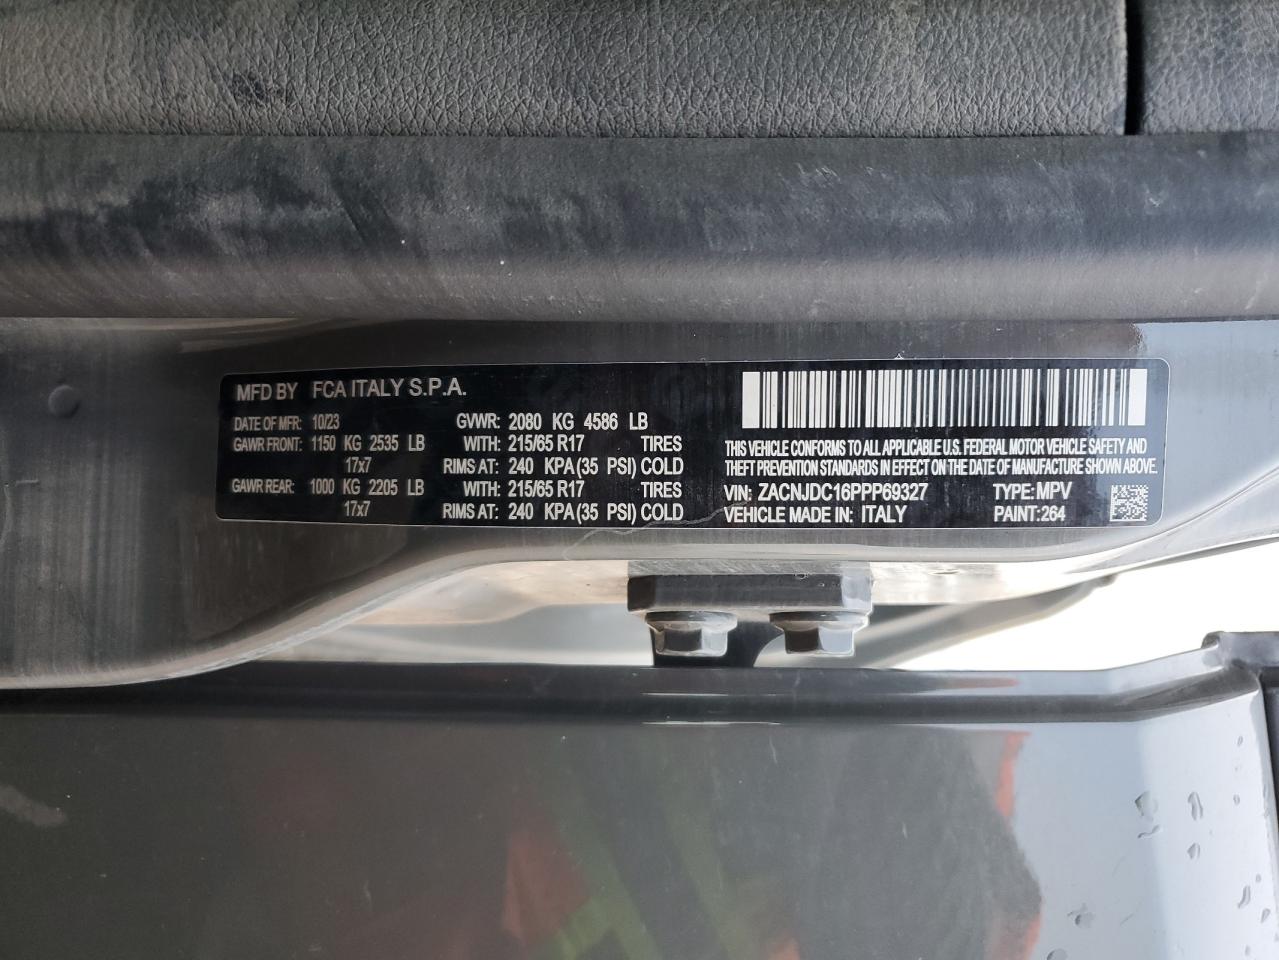 MFD BY FCA ITALY S.P.A.
DATE OF MFR: 10/23 GVWR: 2080 KG 4586 LB
GAWR FRONT: 1150 KG 2535 LB WITH: 215/65 R17 TIRES
17x7 RIMS AT: 240 KPA (35 PSI) COLD
GAWR REAR: 1000 KG 2205 LB WITH: 215/65 R17 TIRES
17x7 RIMS AT: 240 KPA (35 PSI) COLD
THIS VEHICLE CONFORMS TO ALL APPLICABLE U.S. FEDERAL MOTOR VEHICLE SAFETY AND
THEFT PREVENTION STANDARDS IN EFFECT ON THE DATE OF MANUFACTURE SHOWN ABOVE.
VIN: ZACNJDC16PPP69327 TYPE: MPV
VEHICLE MADE IN: ITALY PAINT: 264